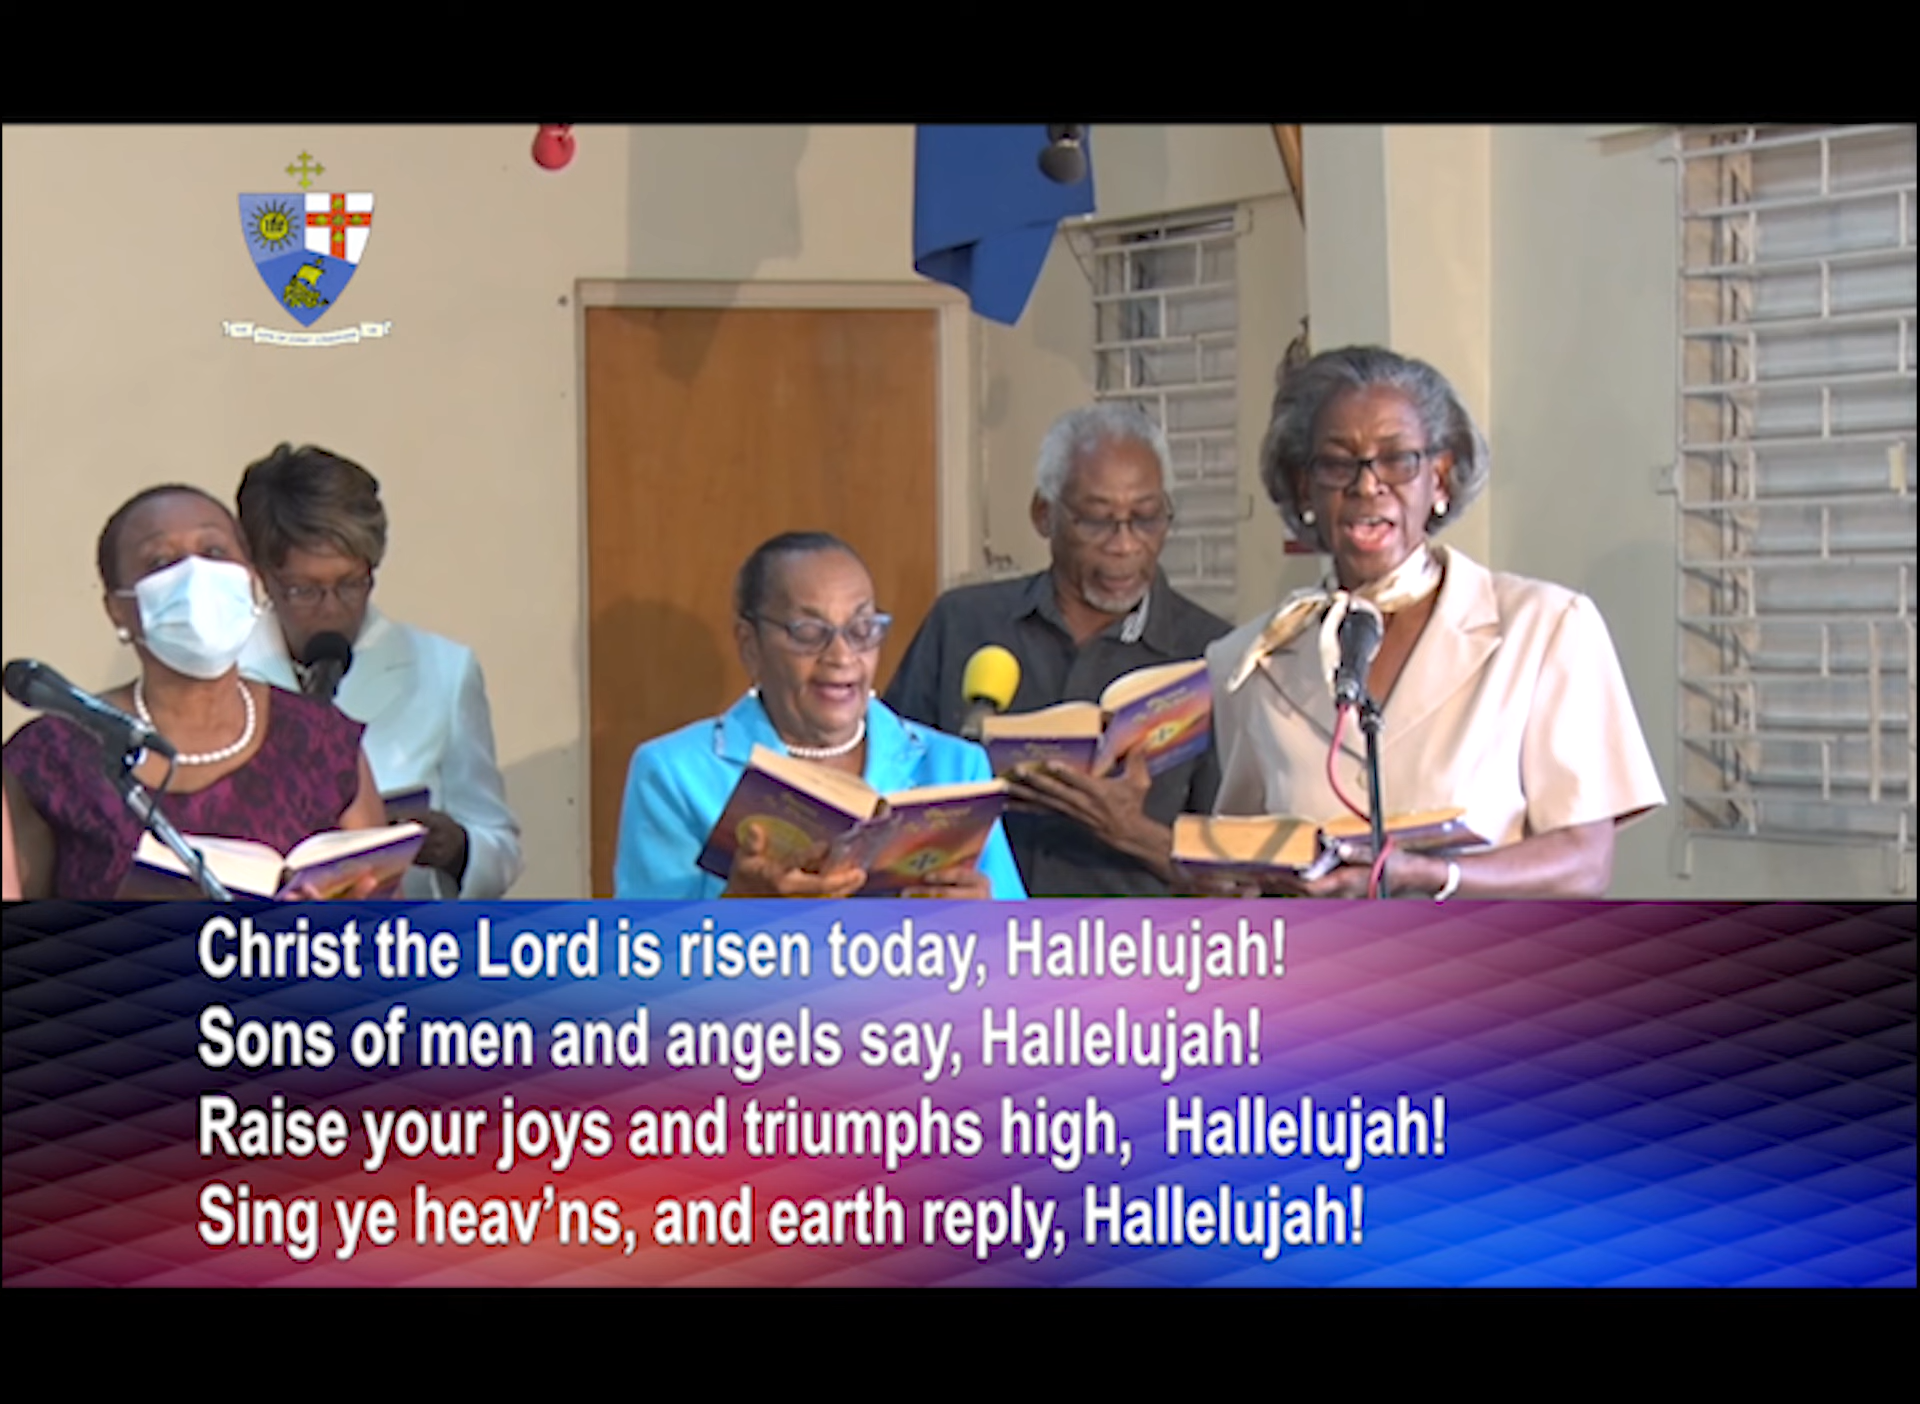 Christ the Lord is risen today, Hallelujah!
Sons of men and angels say, Hallelujah!
Raise your joys and triumphs high,  Hallelujah!
Sing ye heav’ns, and earth reply, Hallelujah!